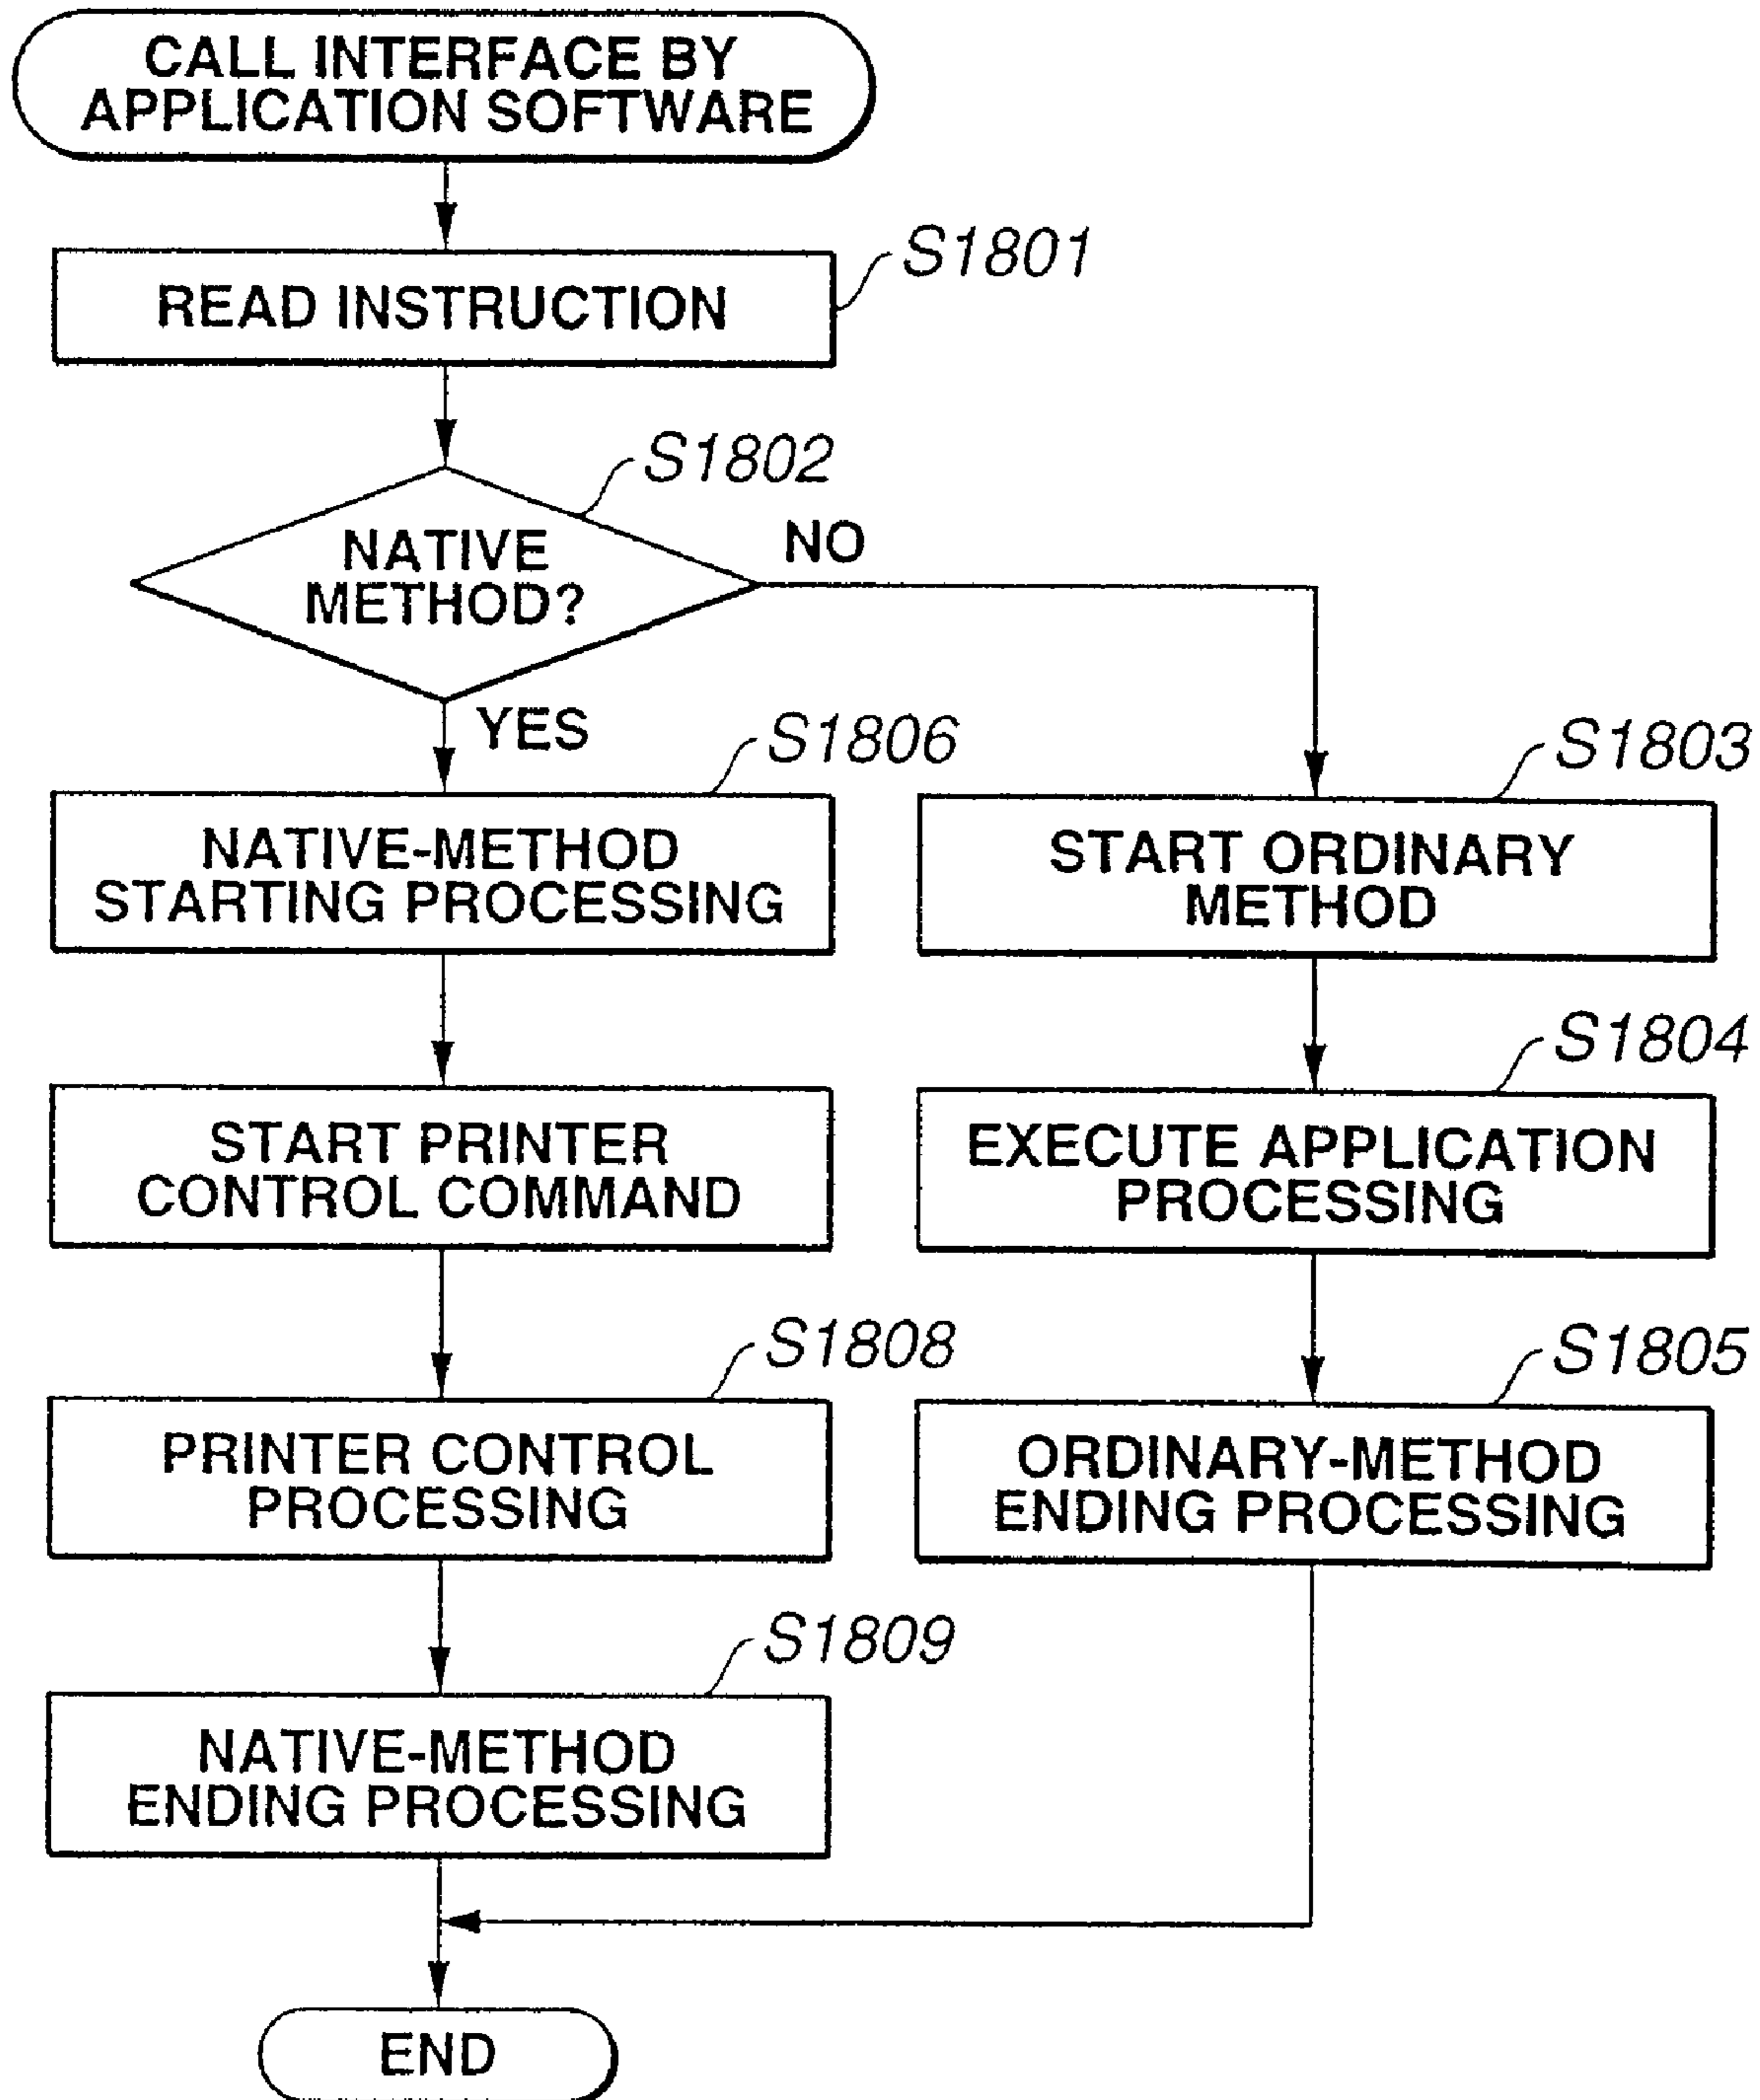 CALL INTERFACE BY
APPLICATION SOFTWARE
S1801
READ INSTRUCTION
S1802
NATIVE
METHOD?
NO
YES
S1806
NATIVE-METHOD
STARTING PROCESSING
S1803
START ORDINARY
METHOD
START PRINTER
CONTROL COMMAND
S1804
EXECUTE APPLICATION
PROCESSING
S1808
PRINTER CONTROL
PROCESSING
S1805
ORDINARY-METHOD
ENDING PROCESSING
S1809
NATIVE-METHOD
ENDING PROCESSING
END